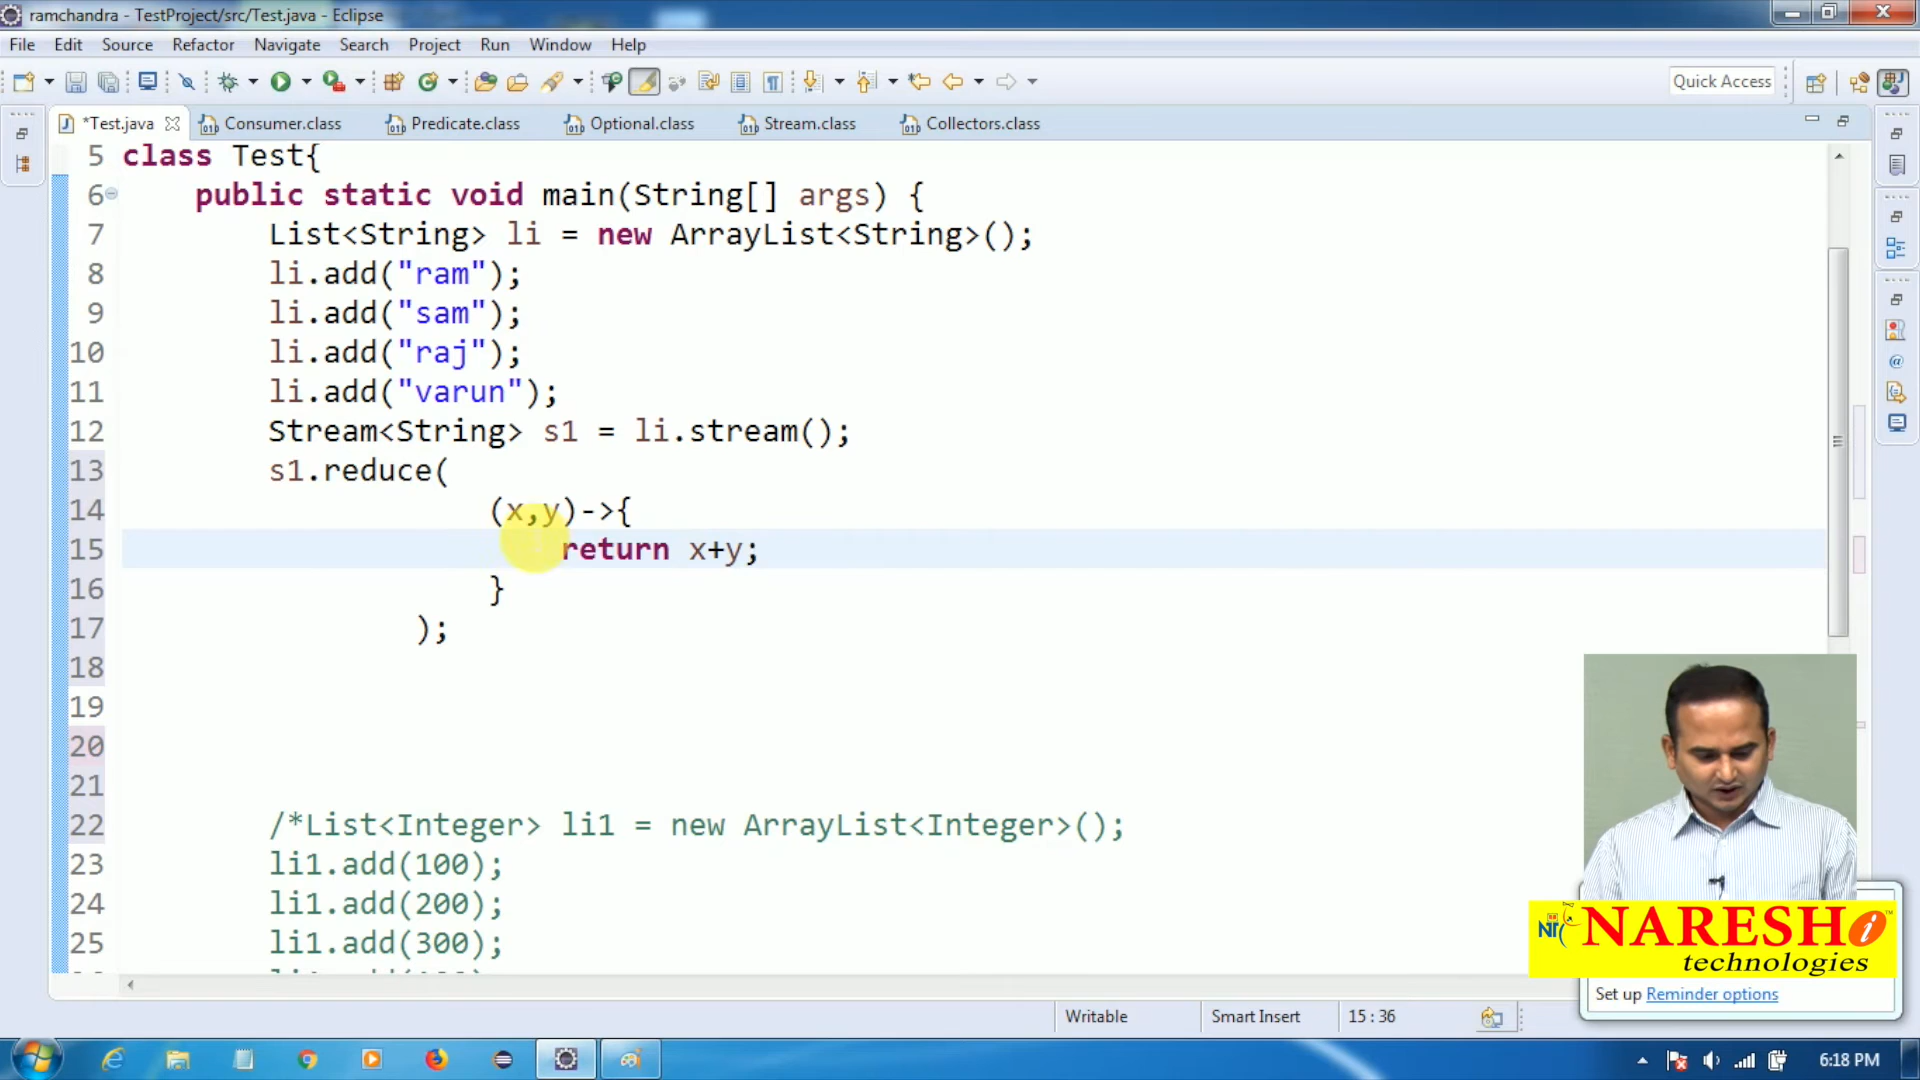 ramchandra - TestProject/src/Test.java - Eclipse
File Edit Source Refactor Navigate Search Project Run Window Help
Quick Access
*Test.java Consumer.class Predicate.class Optional.class Stream.class Collectors.class
5 class Test{
6 public static void main(String[] args) {
7 List<String> li = new ArrayList<String>();
8 li.add("ram");
9 li.add("sam");
10 li.add("raj");
11 li.add("varun");
12 Stream<String> s1 = li.stream();
13 s1.reduce(
14 (x,y)->{
15 return x+y;
16 }
17 );
18
19
20
21
22 /*List<Integer> li1 = new ArrayList<Integer>();
23 li1.add(100);
24 li1.add(200);
25 li1.add(300);
NARESH i
technologies
Set up Reminder options
Writable Smart Insert 15 : 36
6:18 PM